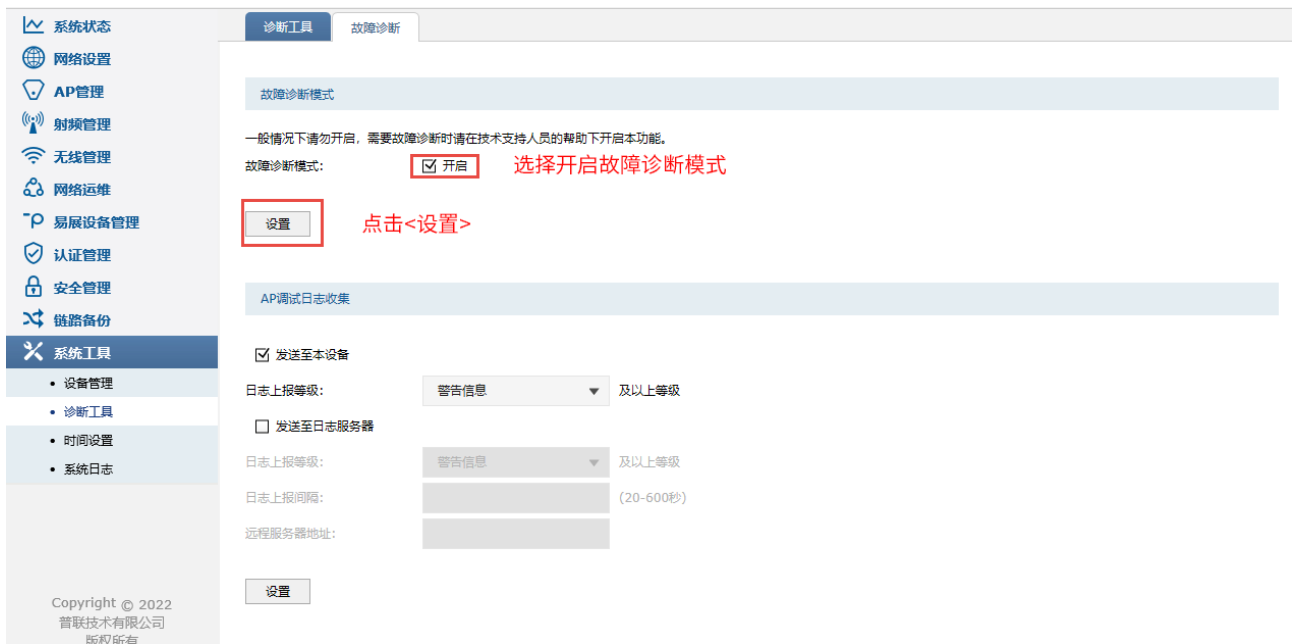 系统状态
网络设置
AP管理
射频管理
无线管理
网络运维
易展设备管理
认证管理
安全管理
链路备份
系统工具
• 设备管理
• 诊断工具
• 时间设置
• 系统日志
Copyright © 2022
普联技术有限公司
版权所有
诊断工具 故障诊断
故障诊断模式
一般情况下请勿开启，需要故障诊断时请在技术支持人员的帮助下开启本功能。
故障诊断模式: 开启 选择开启故障诊断模式
设置 点击<设置>
AP调试日志收集
发送至本设备
日志上报等级: 警告信息 及以上等级
发送至日志服务器
日志上报等级: 警告信息 及以上等级
日志上报间隔: (20-600秒)
远程服务器地址:
设置